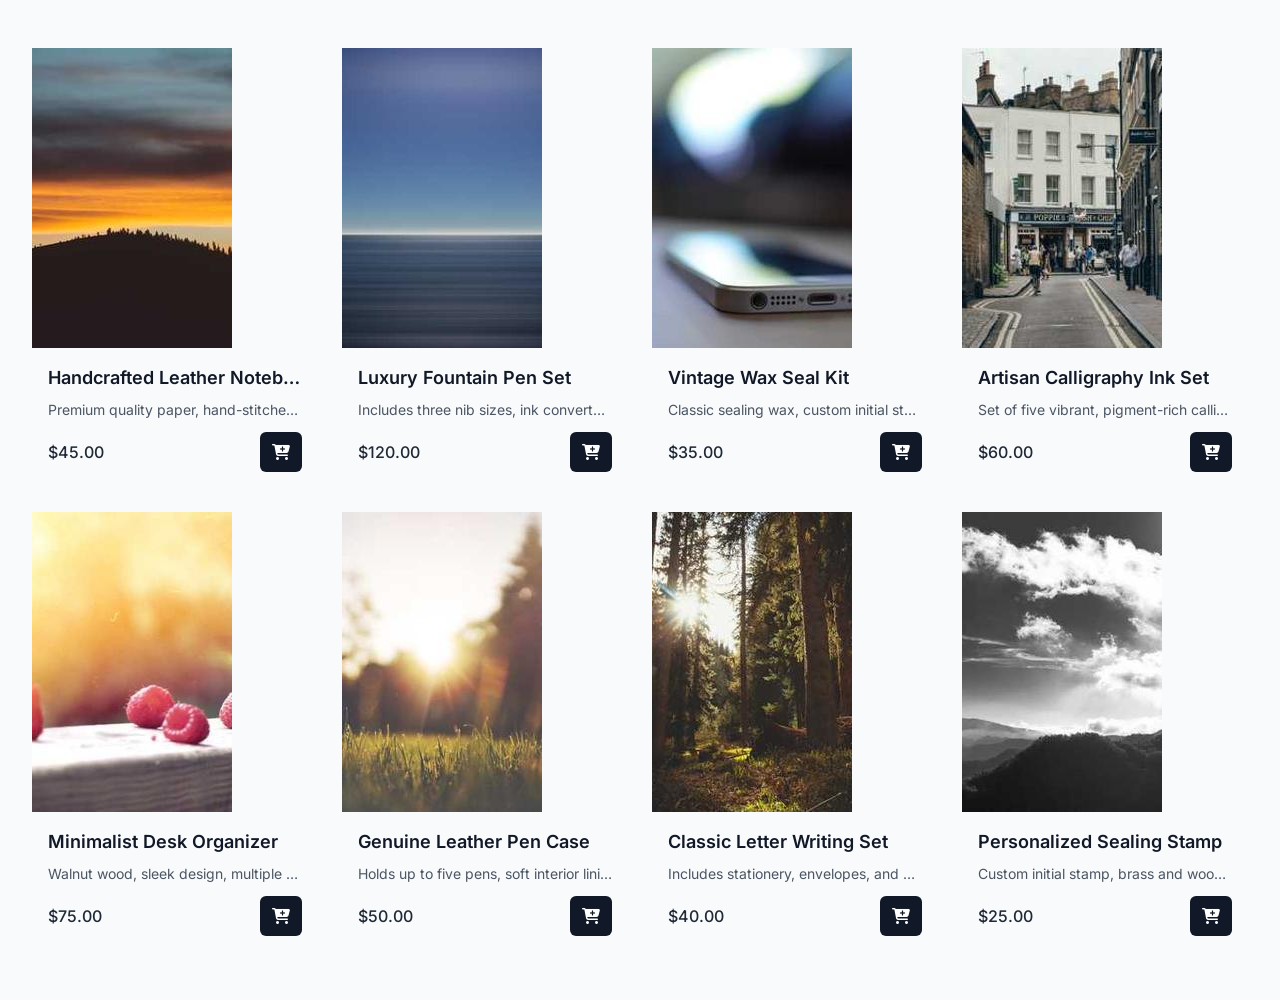 POPPIE'S FISH & CHIPS
Handcrafted Leather Noteb...
Luxury Fountain Pen Set
Vintage Wax Seal Kit
Artisan Calligraphy Ink Set
Premium quality paper, hand-stitche...
Includes three nib sizes, ink convert...
Classic sealing wax, custom initial st...
Set of five vibrant, pigment-rich calli...
$45.00
$120.00
$35.00
$60.00
Minimalist Desk Organizer
Genuine Leather Pen Case
Classic Letter Writing Set
Personalized Sealing Stamp
Walnut wood, sleek design, multiple ...
Holds up to five pens, soft interior lini...
Includes stationery, envelopes, and ...
Custom initial stamp, brass and woo...
$75.00
$50.00
$40.00
$25.00